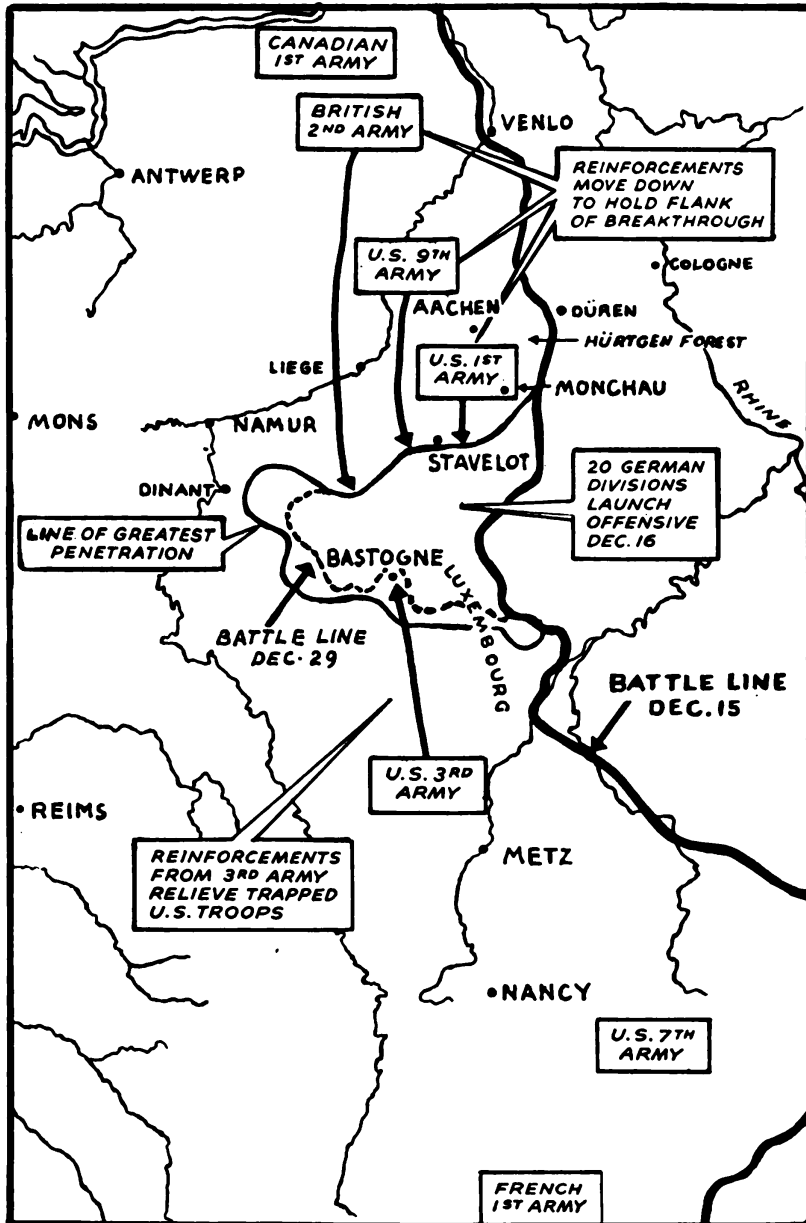 CANADIAN
1ST ARMY
BRITISH
2ND ARMY
VENLO
ANTWERP
REINFORCEMENTS
MOVE DOWN
TO HOLD FLANK
OF BREAKTHROUGH
U.S. 9TH
ARMY
COLOGNE
AACHEN
DÜREN
HÜRTGEN FOREST
LIEGE
U.S. 1ST
ARMY
MONCHAU
RHINE
MONS
NAMUR
STAVELOT
DINANT
20 GERMAN
DIVISIONS
LAUNCH
OFFENSIVE
DEC. 16
LINE OF GREATEST
PENETRATION
BASTOGNE
LUXEMBOURG
BATTLE LINE
DEC. 29
BATTLE LINE
DEC. 15
U.S. 3RD
ARMY
REIMS
REINFORCEMENTS
FROM 3RD ARMY
RELIEVE TRAPPED
U.S. TROOPS
METZ
NANCY
U.S. 7TH
ARMY
FRENCH
1ST ARMY